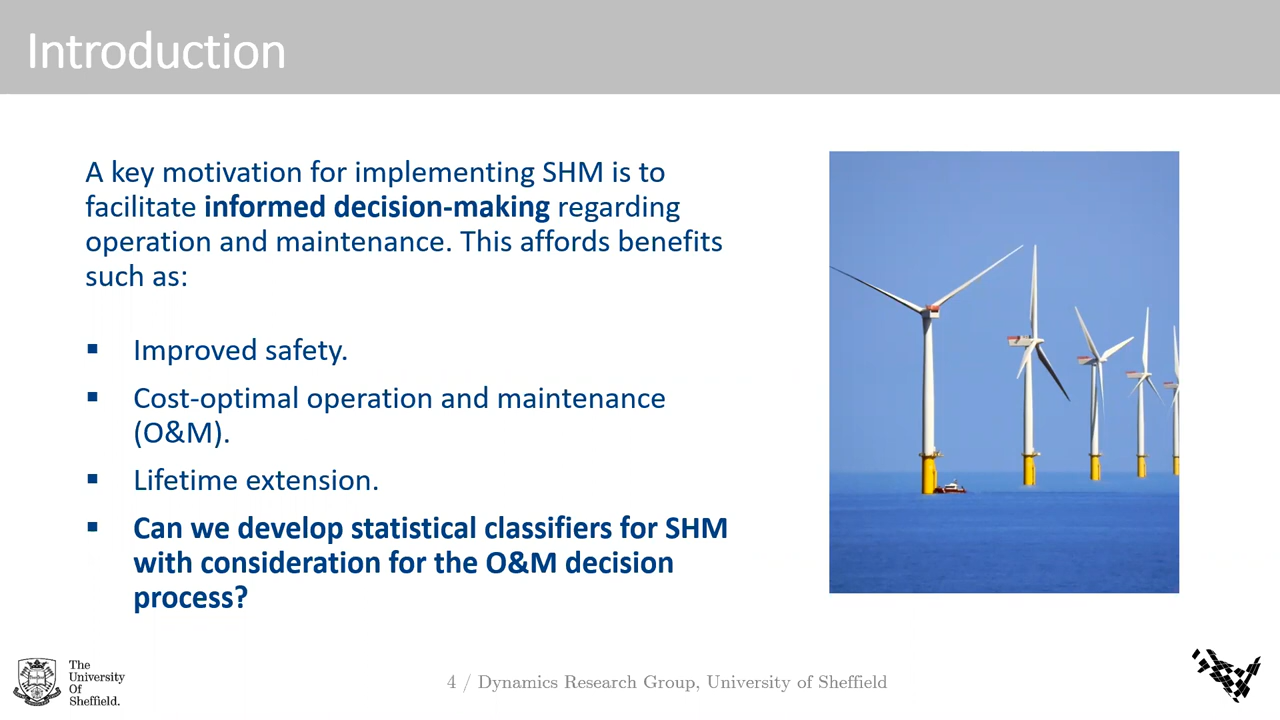 Introduction
A key motivation for implementing SHM is to
facilitate informed decision-making regarding
operation and maintenance. This affords benefits
such as:
▪ Improved safety.
▪ Cost-optimal operation and maintenance
(O&M).
▪ Lifetime extension.
▪ Can we develop statistical classifiers for SHM
with consideration for the O&M decision
process?
The
University
Of
Sheffield.
4 / Dynamics Research Group, University of Sheffield